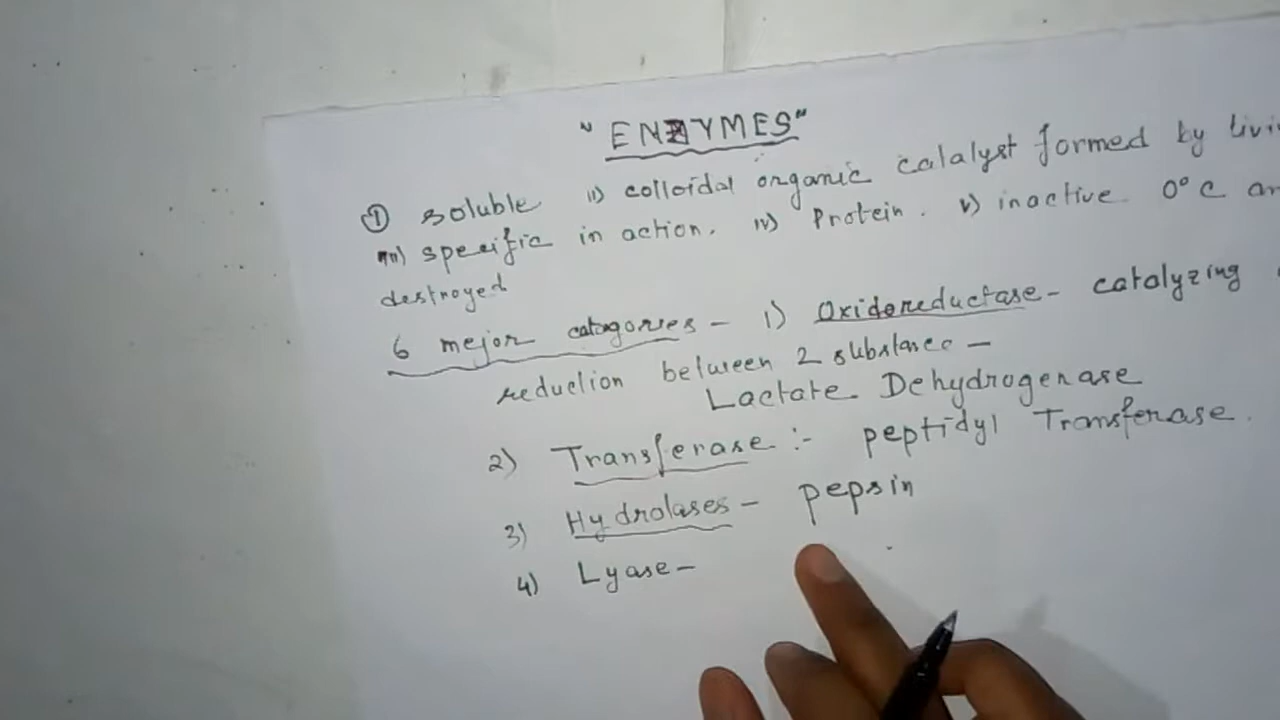 "ENZYMES"
① soluble ii) colloidal organic catalyst formed by livi
iii) specific in action. iv) Protein. v) inactive 0°C an
destroyed
6 mejor catagories - 1) Oxidoreductase - catalyzing
reduction between 2 substance -
Lactate Dehydrogenase
2) Transferase :- peptidyl Transferase.
3) Hydrolases - pepsin
4) Lyase -